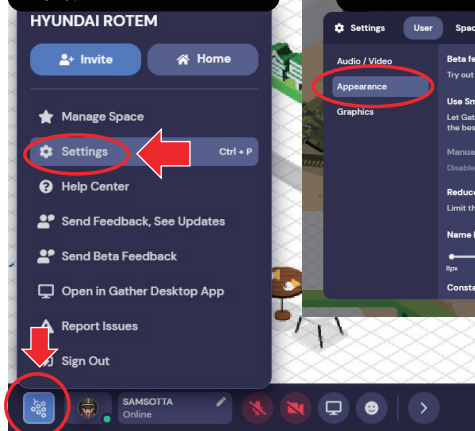 HYUNDAI ROTEM
Invite
Home
Manage Space
Settings
Ctrl + P
Help Center
Send Feedback, See Updates
Send Beta Feedback
Open in Gather Desktop App
Report Issues
Sign Out
SAMSOTTA
Online
Settings
User
Spac
Audio / Video
Appearance
Graphics
Beta fe
Try out
Use Sm
Let Gat
the bes
Manua
Disable
Reduce
Limit th
Name
8px
Consta